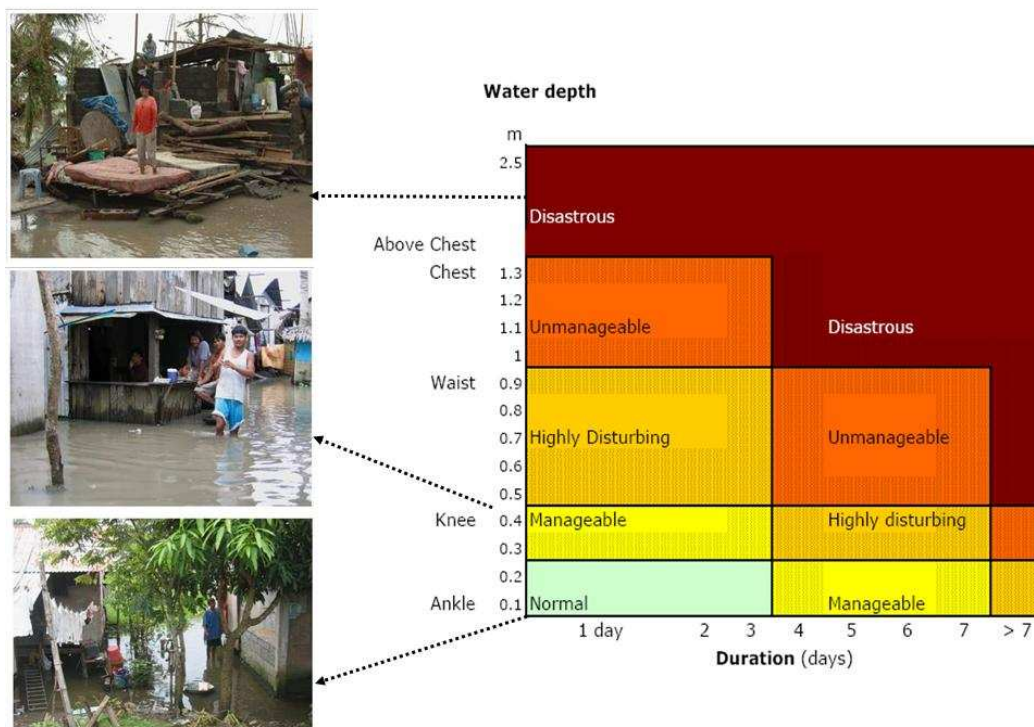 Water depth
m
2.5
Disastrous
Above Chest
Chest 1.3
1.2
1.1 Unmanageable Disastrous
1
Waist 0.9
0.8
0.7 Highly Disturbing Unmanageable
0.6
0.5
Knee 0.4 Manageable Highly disturbing
0.3
0.2
Ankle 0.1 Normal Manageable
1 day 2 3 4 5 6 7 > 7
Duration (days)